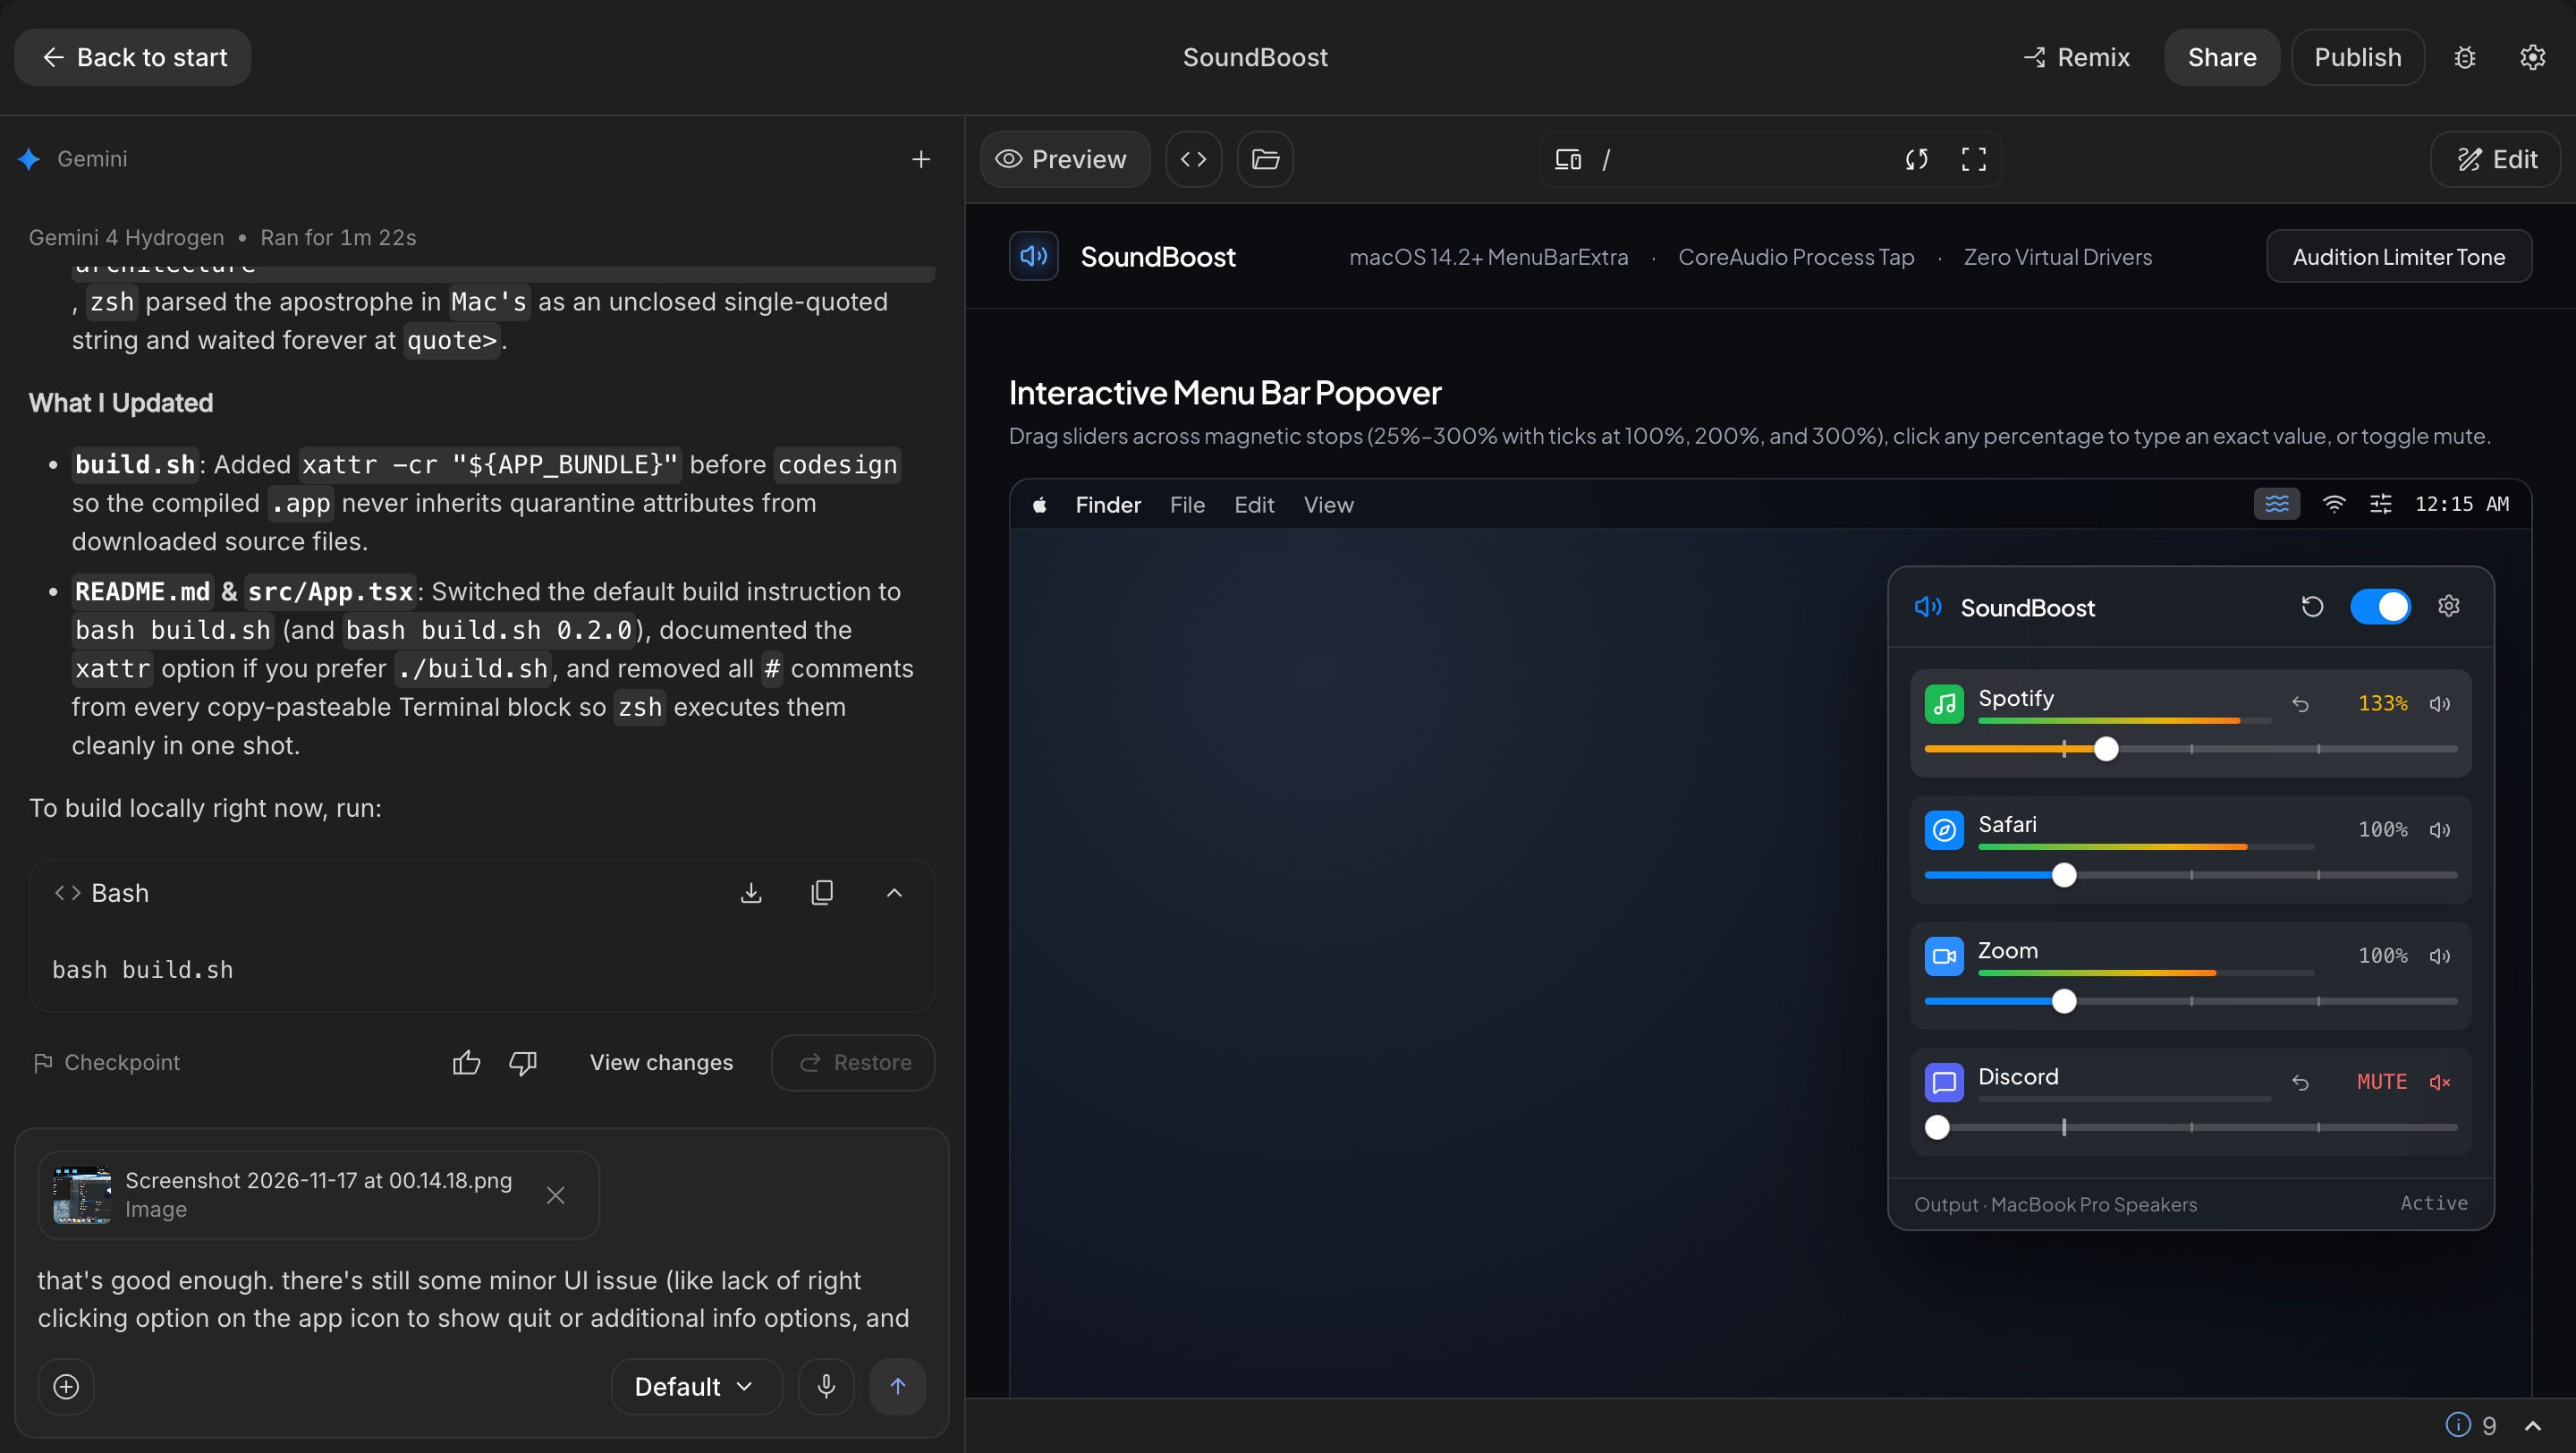 Back to start
SoundBoost
Remix
Share
Publish
Gemini
Gemini 4 Hydrogen • Ran for 1m 22s
architecture
, zsh parsed the apostrophe in Mac's as an unclosed single-quoted
string and waited forever at quote>.
What I Updated
• build.sh: Added xattr -cr "${APP_BUNDLE}" before codesign
so the compiled .app never inherits quarantine attributes from
downloaded source files.
• README.md & src/App.tsx: Switched the default build instruction to
bash build.sh (and bash build.sh 0.2.0), documented the
xattr option if you prefer ./build.sh, and removed all # comments
from every copy-pasteable Terminal block so zsh executes them
cleanly in one shot.
To build locally right now, run:
Bash
bash build.sh
Checkpoint
View changes
Restore
Screenshot 2026-11-17 at 00.14.18.png
Image
that's good enough. there's still some minor UI issue (like lack of right
clicking option on the app icon to show quit or additional info options, and
Default
Preview
/
Edit
SoundBoost
macOS 14.2+ MenuBarExtra · CoreAudio Process Tap · Zero Virtual Drivers
Audition Limiter Tone
Interactive Menu Bar Popover
Drag sliders across magnetic stops (25%–300% with ticks at 100%, 200%, and 300%), click any percentage to type an exact value, or toggle mute.
Finder File Edit View
12:15 AM
SoundBoost
Spotify
133%
Safari
100%
Zoom
100%
Discord
MUTE
Output · MacBook Pro Speakers
Active
9